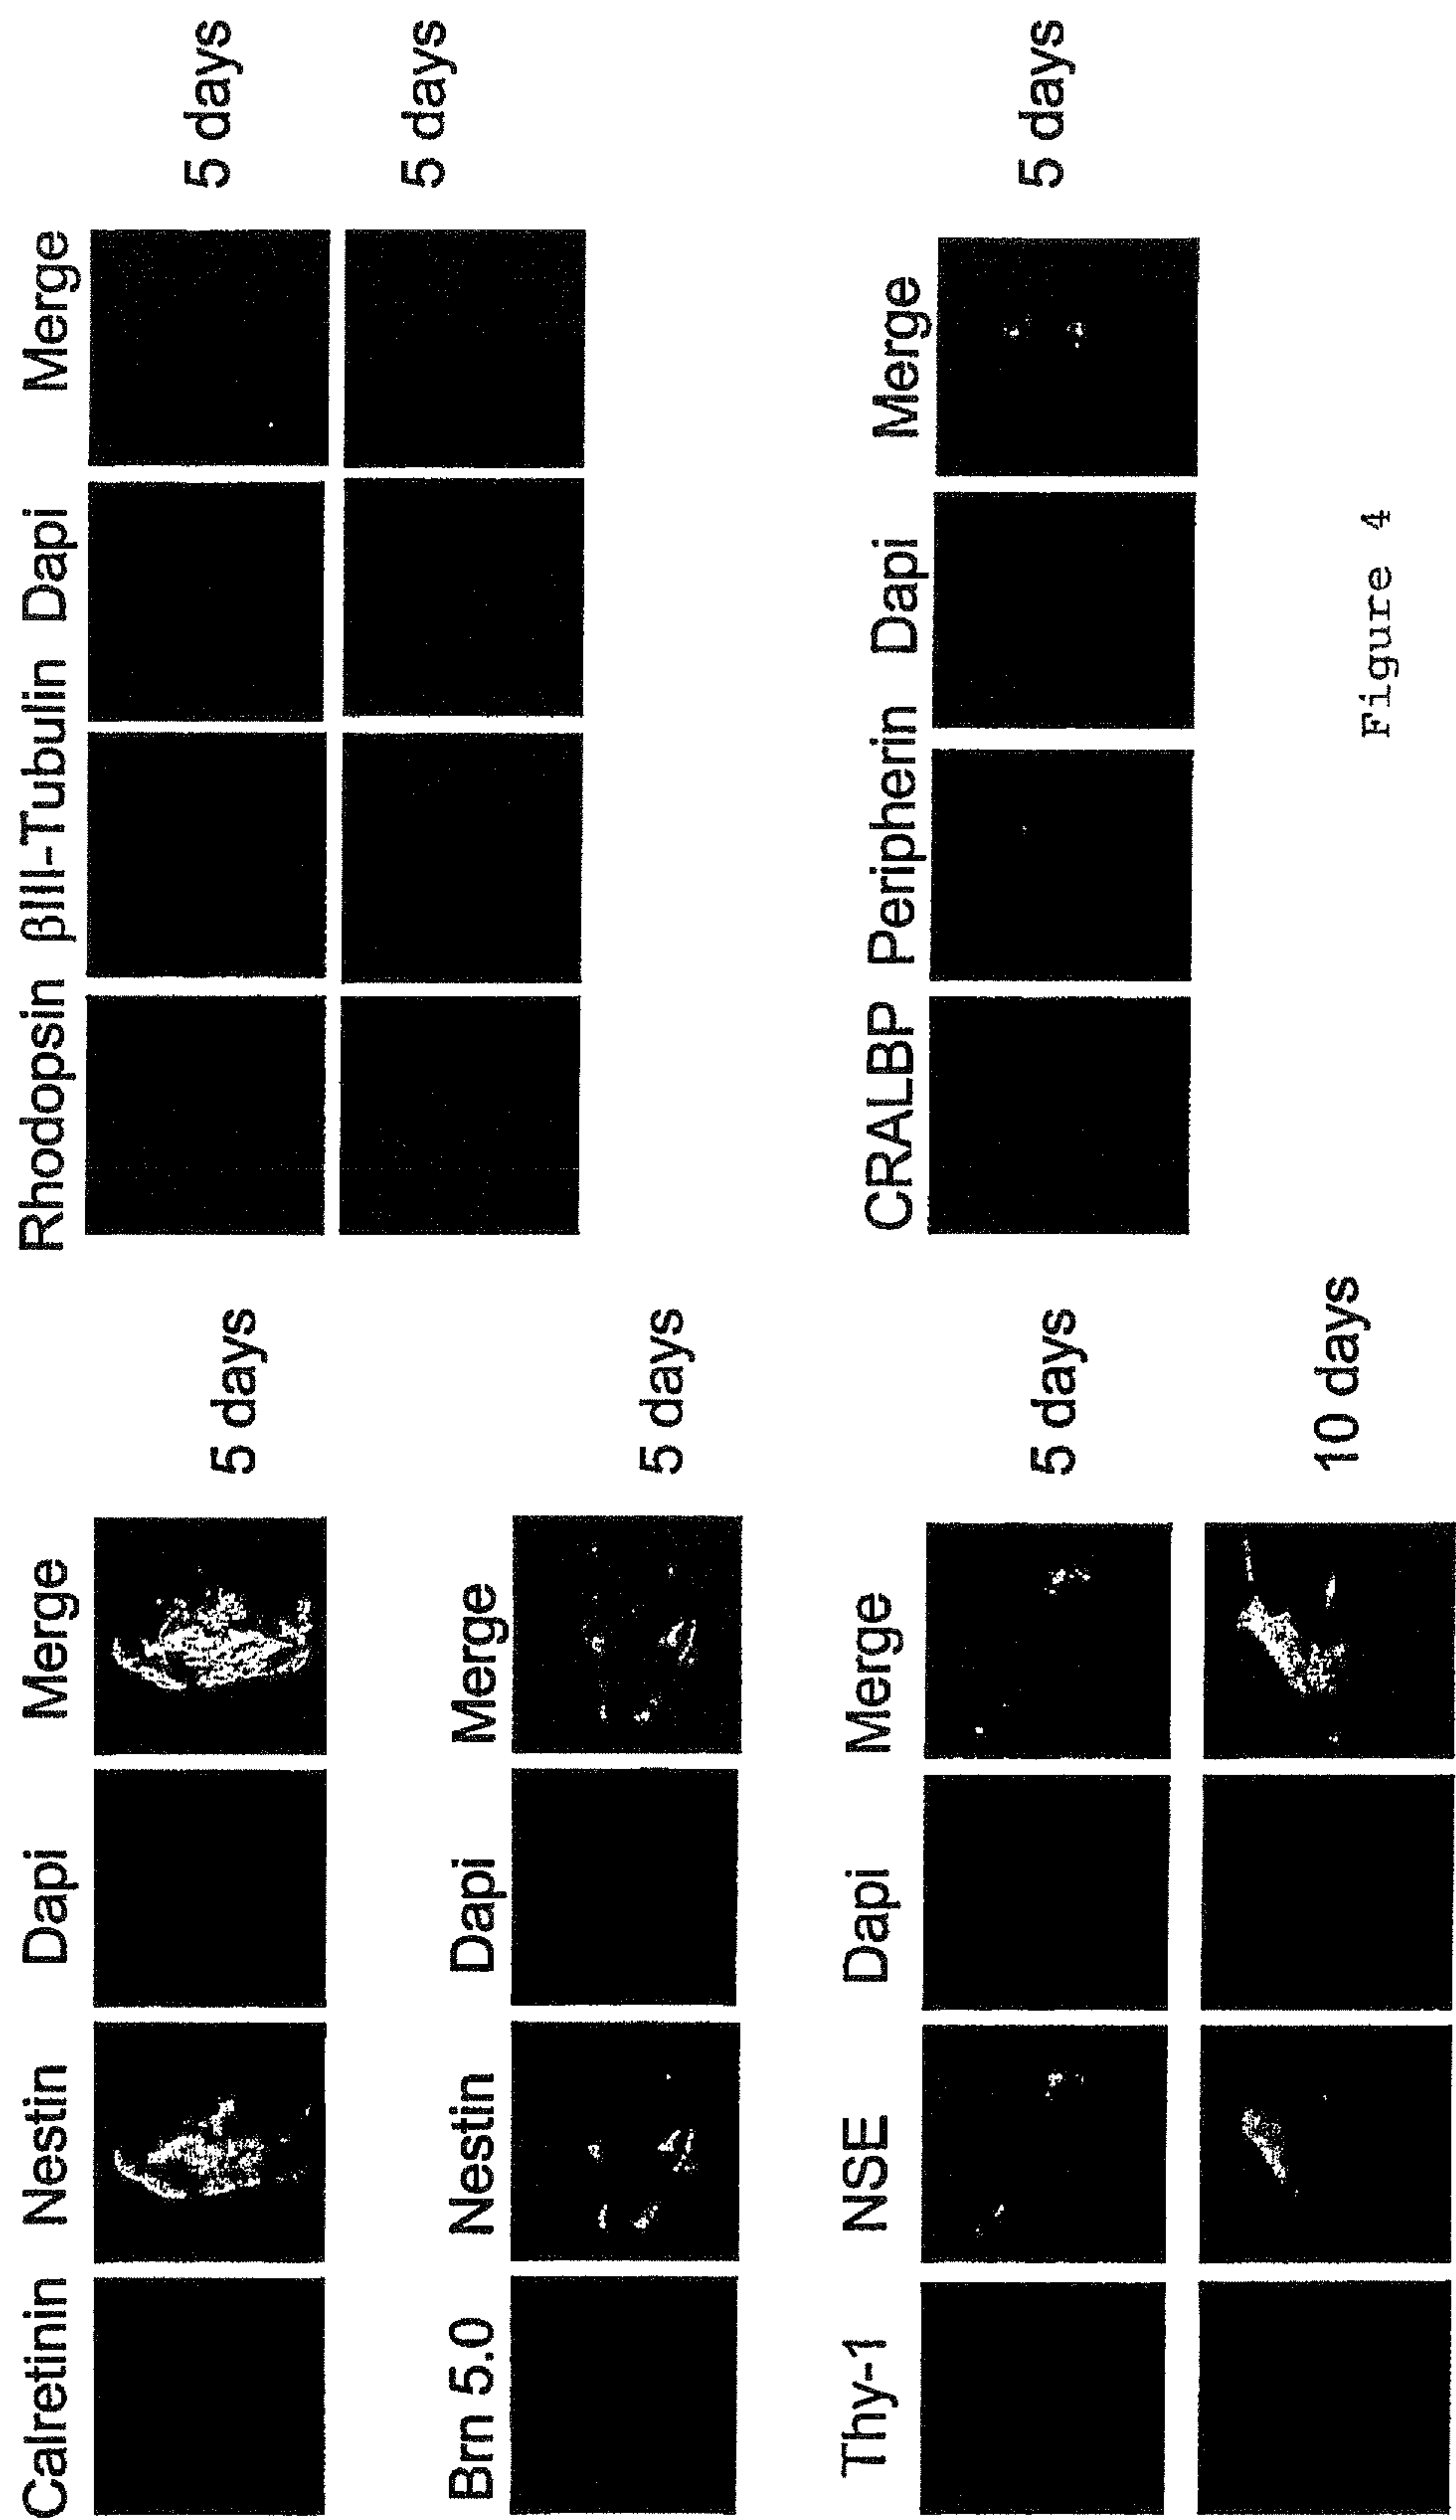 Calretinin Nestin Dapi Merge
5 days
Brn 5.0 Nestin Dapi Merge
5 days
Thy-1 NSE Dapi Merge
5 days
10 days
Rhodopsin βIII-Tubulin Dapi Merge
5 days
5 days
CRALBP Peripherin Dapi Merge
5 days
Figure 4